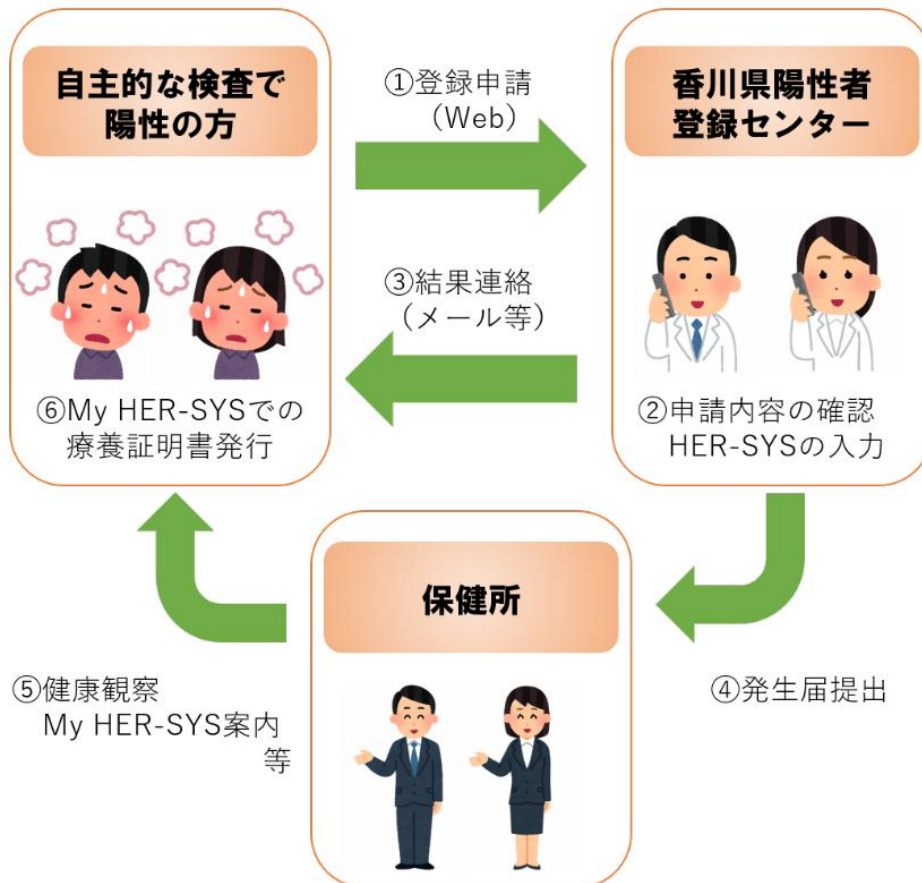 自主的な検査で
陽性の方
①登録申請
（Web）
香川県陽性者
登録センター
③結果連絡
（メール等）
⑥My HER-SYSでの
療養証明書発行
②申請内容の確認
HER-SYSの入力
保健所
⑤健康観察
My HER-SYS案内
等
④発生届提出